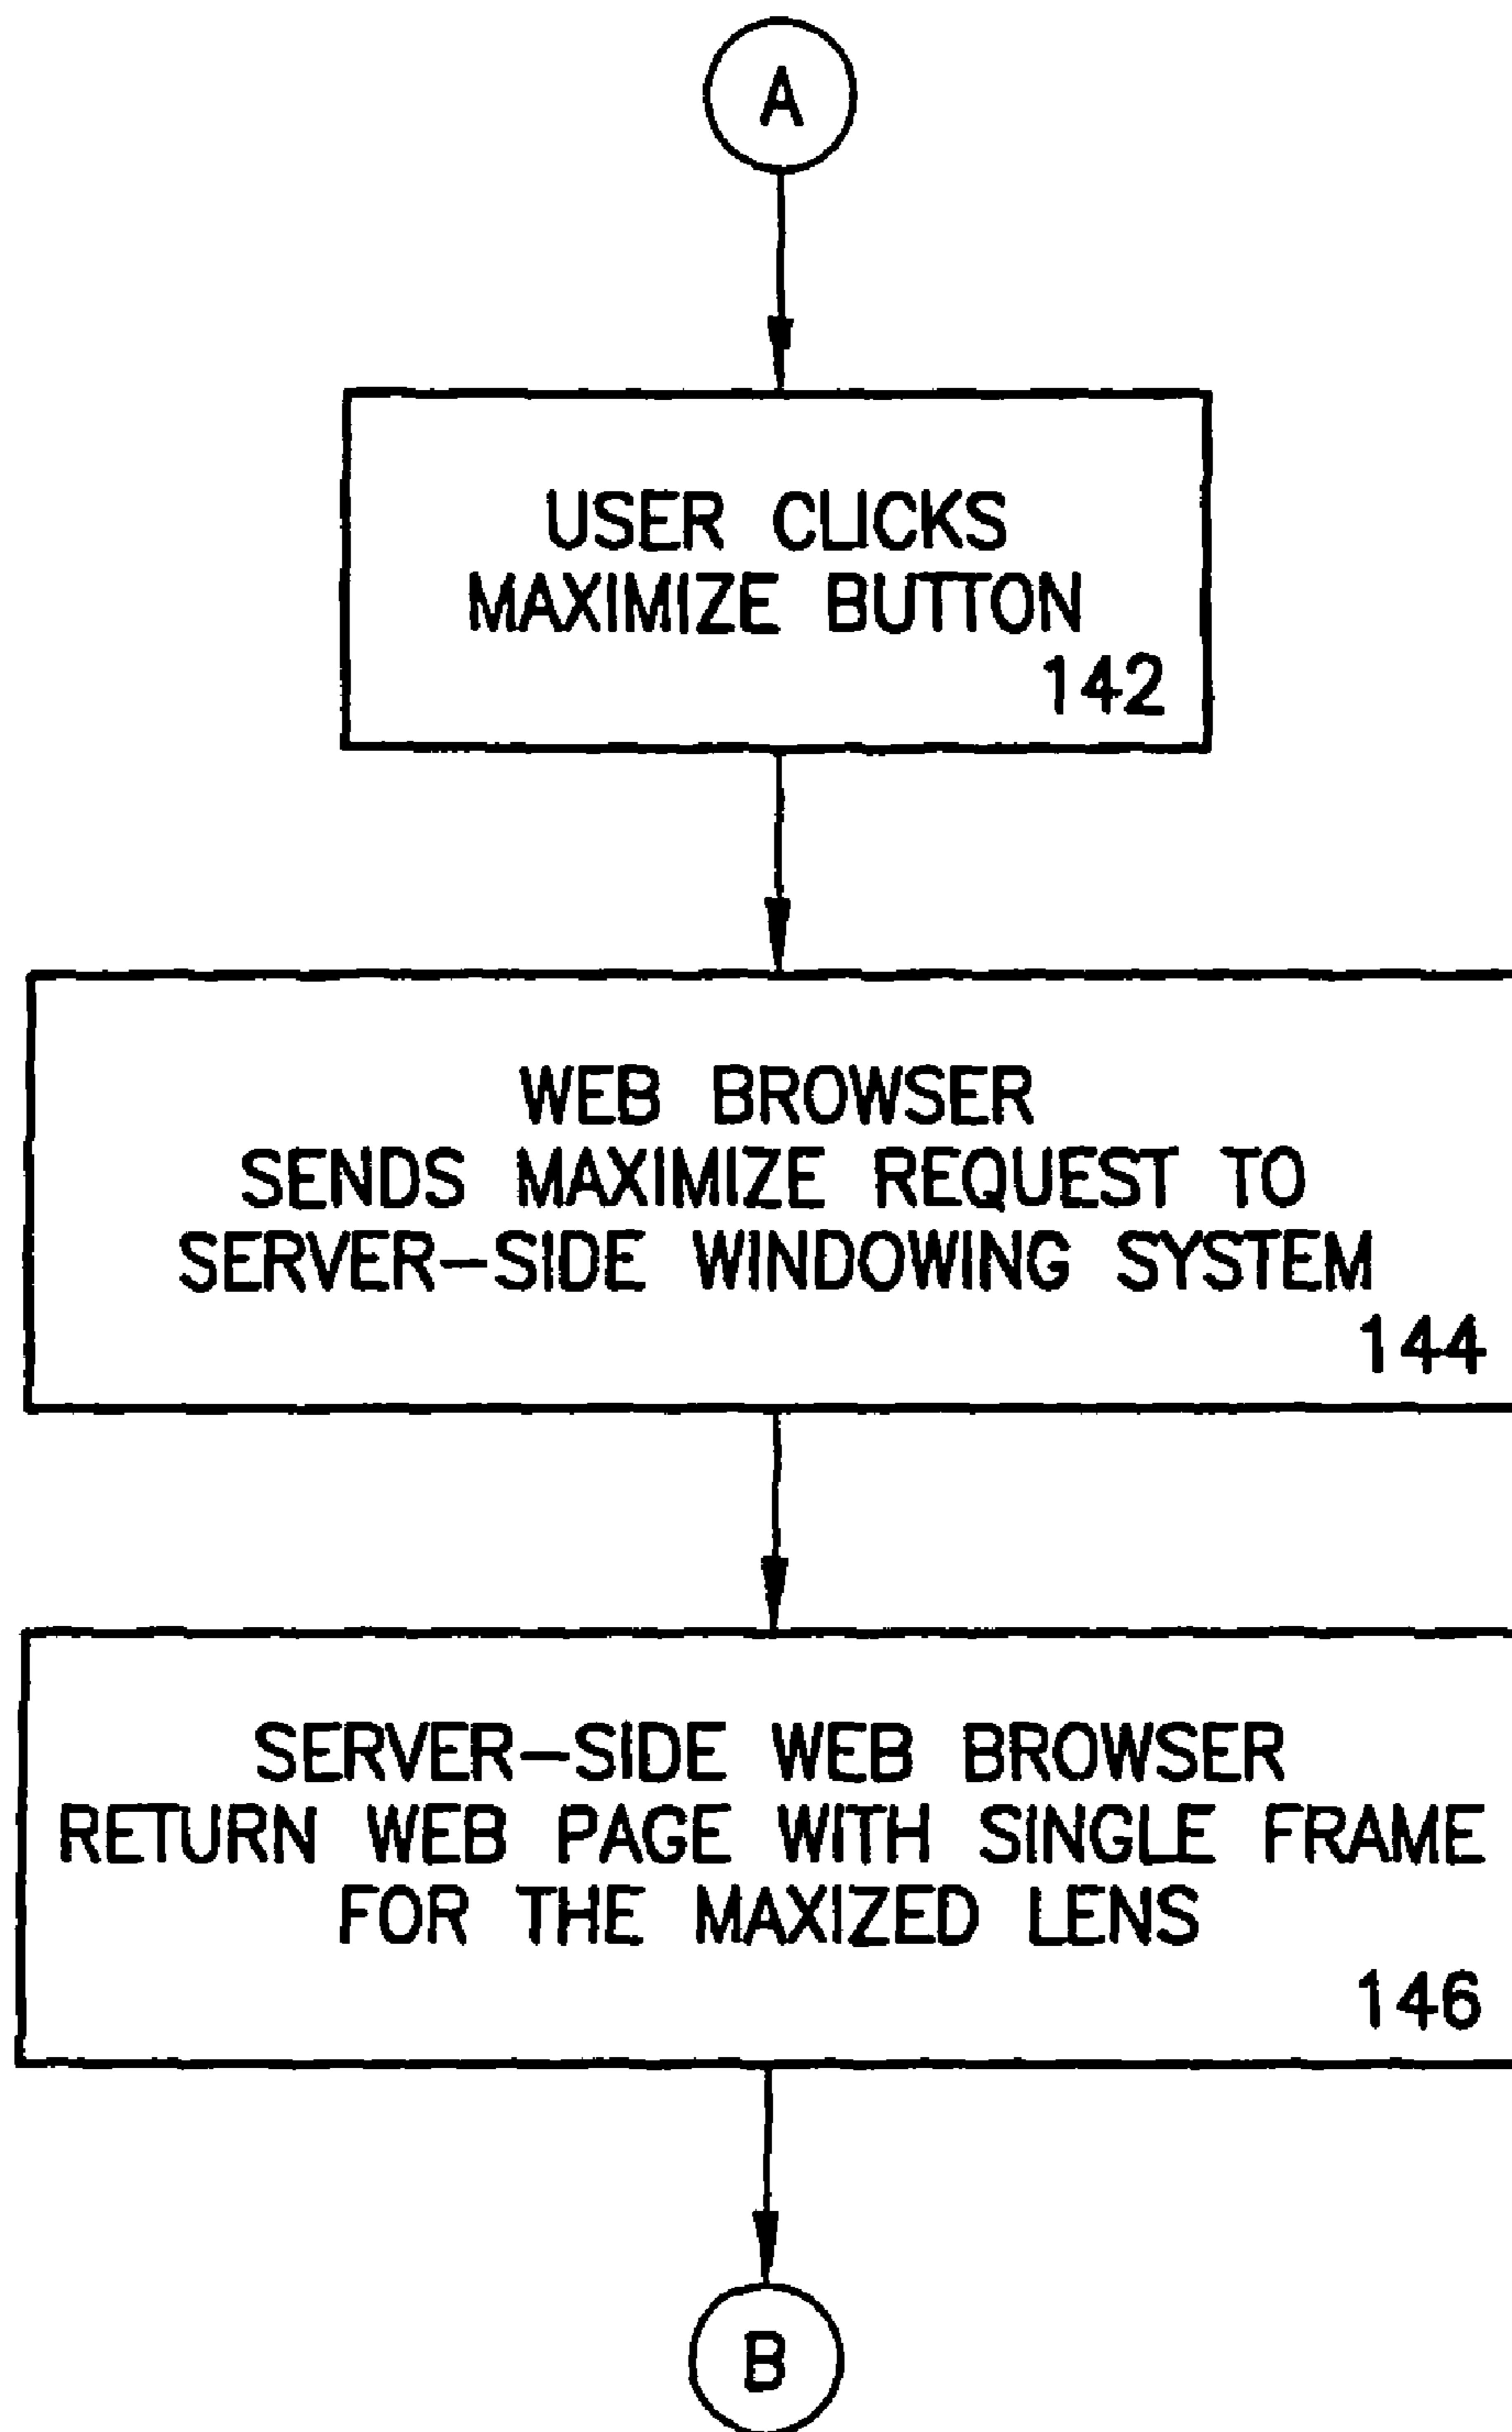 A
USER CLICKS
MAXIMIZE BUTTON
142
WEB BROWSER
SENDS MAXIMIZE REQUEST TO
SERVER-SIDE WINDOWING SYSTEM
144
SERVER-SIDE WEB BROWSER
RETURN WEB PAGE WITH SINGLE FRAME
FOR THE MAXIZED LENS
146
B